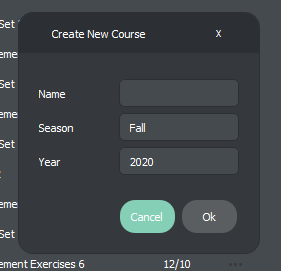 Set
Create New Course X
eme
Set
Name
eme
Season Fall
Set
Year 2020
eme
Set
Cancel Ok
ement Exercises 6 12/10 ...